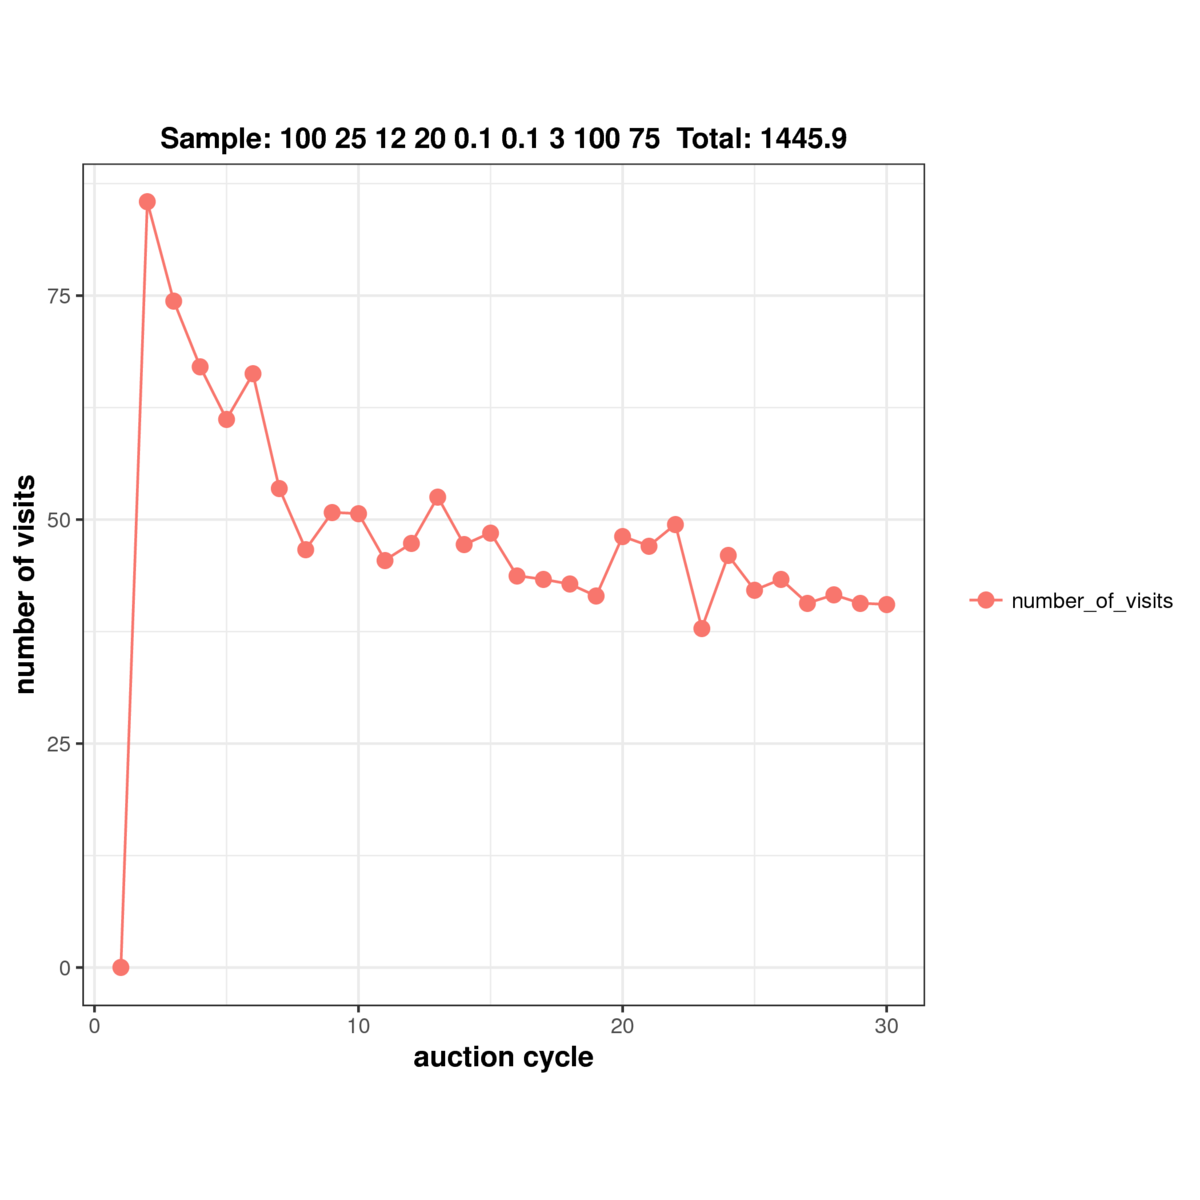 Sample: 100 25 12 20 0.1 0.1 3 100 75  Total: 1445.9
number of visits
75
50
25
0
0 10 20 30
auction cycle
number_of_visits